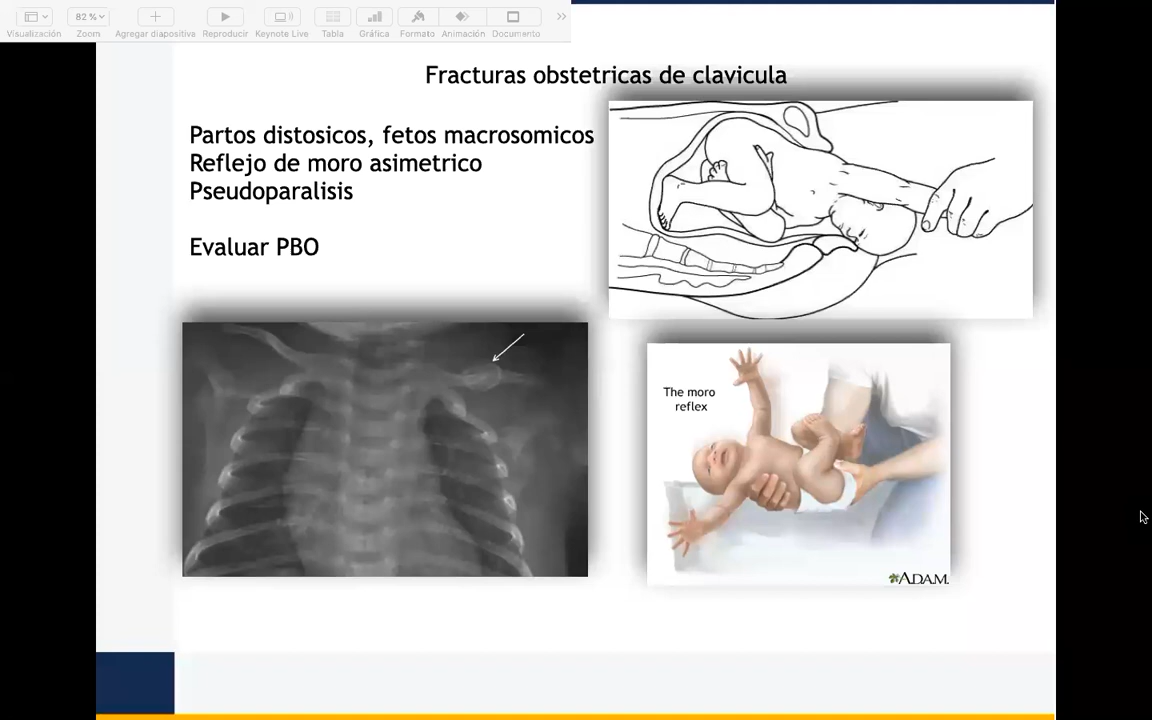 82 %
Visualización
Zoom
Agregar diapositiva
Reproducir
Keynote Live
Tabla
Gráfica
Formato
Animación
Documento
Fracturas obstetricas de clavicula
Partos distosicos, fetos macrosomicos
Reflejo de moro asimetrico
Pseudoparalisis
Evaluar PBO
The moro
reflex
ADAM.